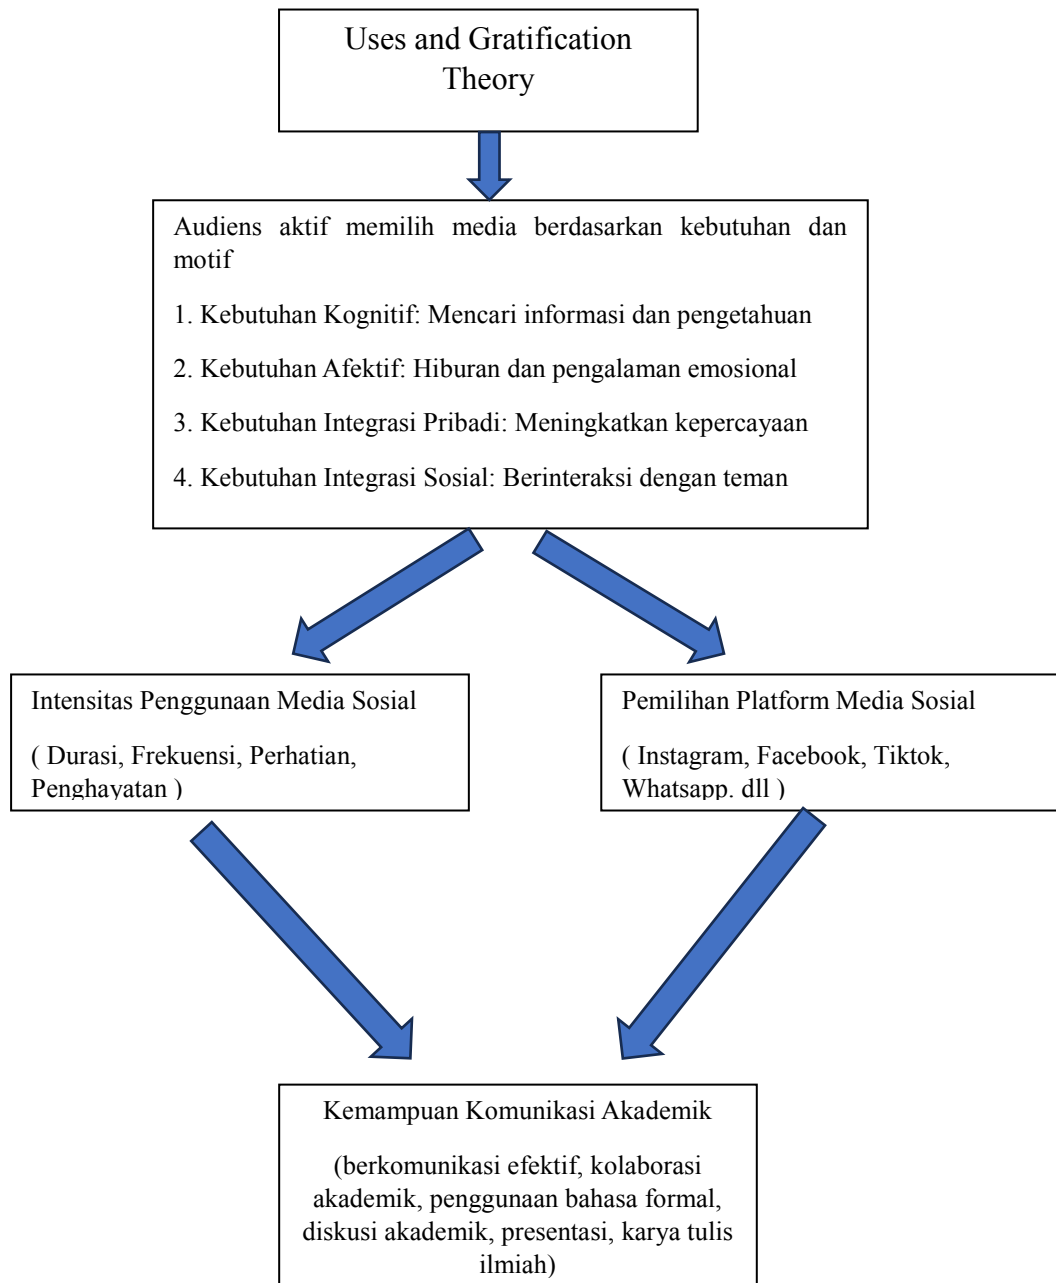 Uses and Gratification
Theory
Audiens aktif memilih media berdasarkan kebutuhan dan
motif
1. Kebutuhan Kognitif: Mencari informasi dan pengetahuan
2. Kebutuhan Afektif: Hiburan dan pengalaman emosional
3. Kebutuhan Integrasi Pribadi: Meningkatkan kepercayaan
4. Kebutuhan Integrasi Sosial: Berinteraksi dengan teman
Intensitas Penggunaan Media Sosial
( Durasi, Frekuensi, Perhatian,
Penghayatan )
Pemilihan Platform Media Sosial
( Instagram, Facebook, Tiktok,
Whatsapp. dll )
Kemampuan Komunikasi Akademik
(berkomunikasi efektif, kolaborasi
akademik, penggunaan bahasa formal,
diskusi akademik, presentasi, karya tulis
ilmiah)